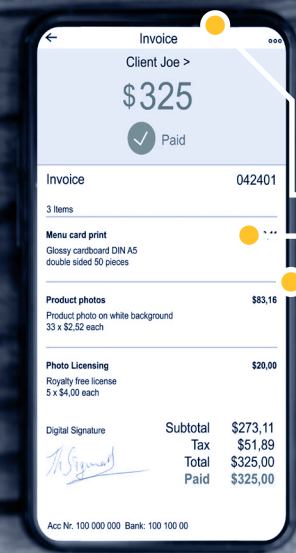 Invoice
Client Joe >
$325
Paid
Invoice 042401
3 Items
Menu card print
Glossy cardboard DIN A5
double sided 50 pieces
Product photos $83,16
Product photo on white background
33 x $2,52 each
Photo Licensing $20,00
Royalty free license
5 x $4,00 each
Digital Signature
Subtotal $273,11
Tax $51,89
Total $325,00
Paid $325,00
Acc Nr. 100 000 000 Bank: 100 100 00